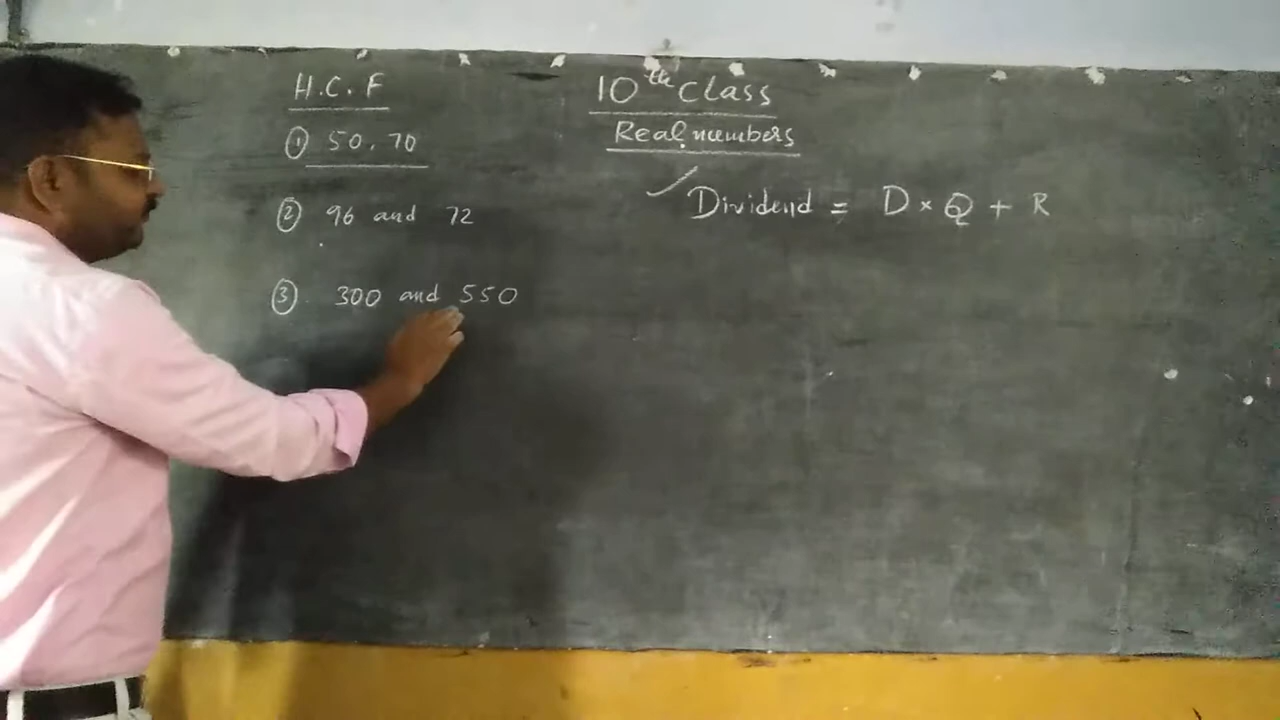 H.C.F
① 50, 70
② 96 and 72
③ 300 and 550
10th Class
Real numbers
✓ Dividend = D × Q + R